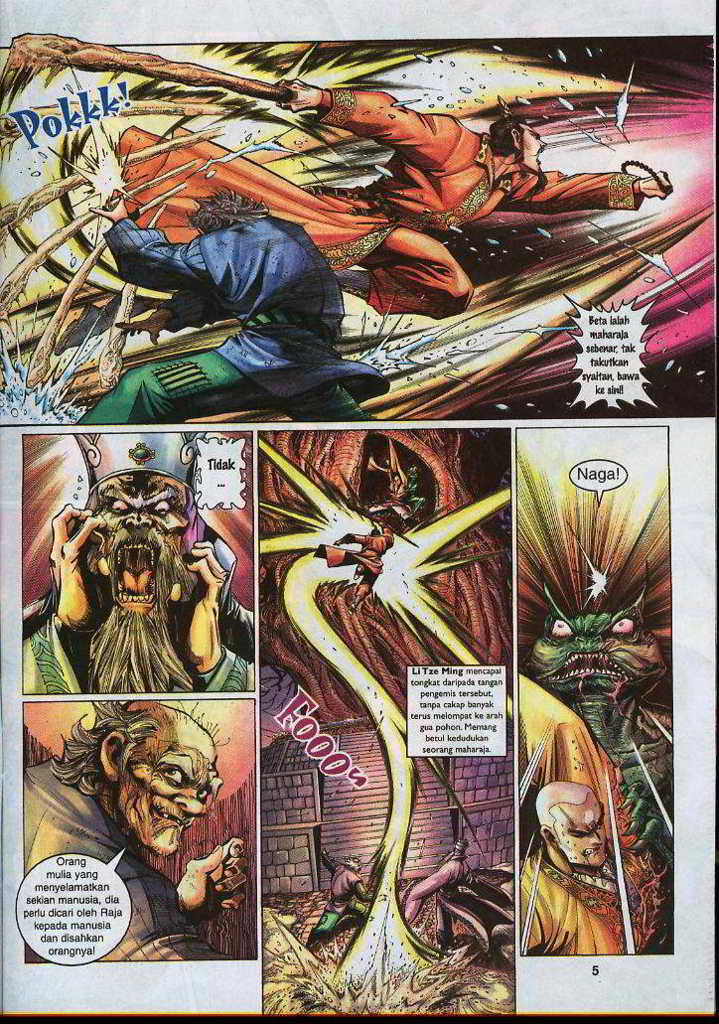 Pokkk!
Beta ialah
maharaja
sebenar, tak
takutkan
syaitan, bawa
ke sini!!
Tidak
...
Orang
mulia yang
menyelamatkan
sekian manusia, dia
perlu dicari oleh Raja
kepada manusia
dan disahkan
orangnya!
Li Tze Ming mencapai
tongkat daripada tangan
pengemis tersebut,
tanpa cakap banyak
terus melompat ke arah
gua pohon. Memang
betul kedudukan
seorang maharaja.
Fooo~
Naga!
5